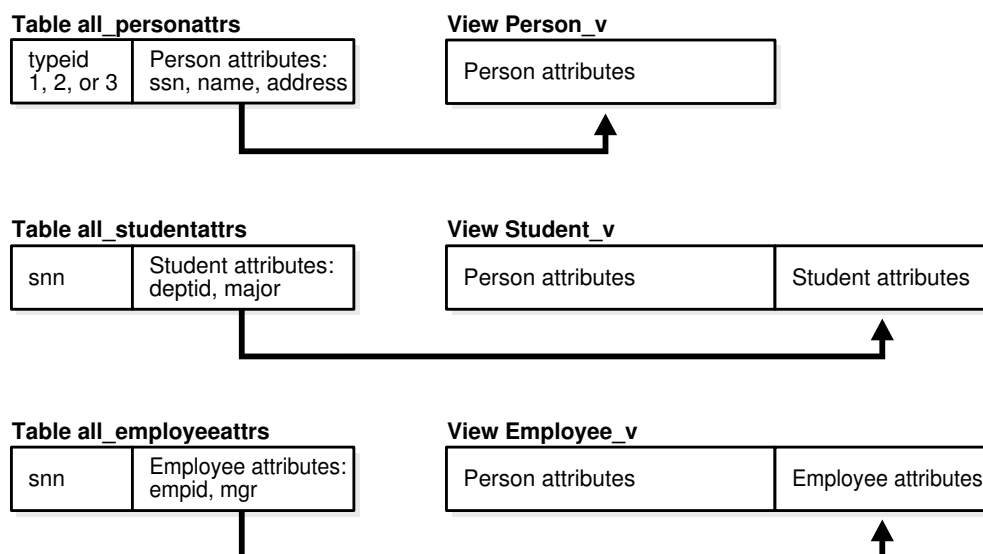 Table all_personattrs
View Person_v
typeid
1, 2, or 3
Person attributes:
ssn, name, address
Person attributes
Table all_studentattrs
View Student_v
snn
Student attributes:
deptid, major
Person attributes
Student attributes
Table all_employeeattrs
View Employee_v
snn
Employee attributes:
empid, mgr
Person attributes
Employee attributes